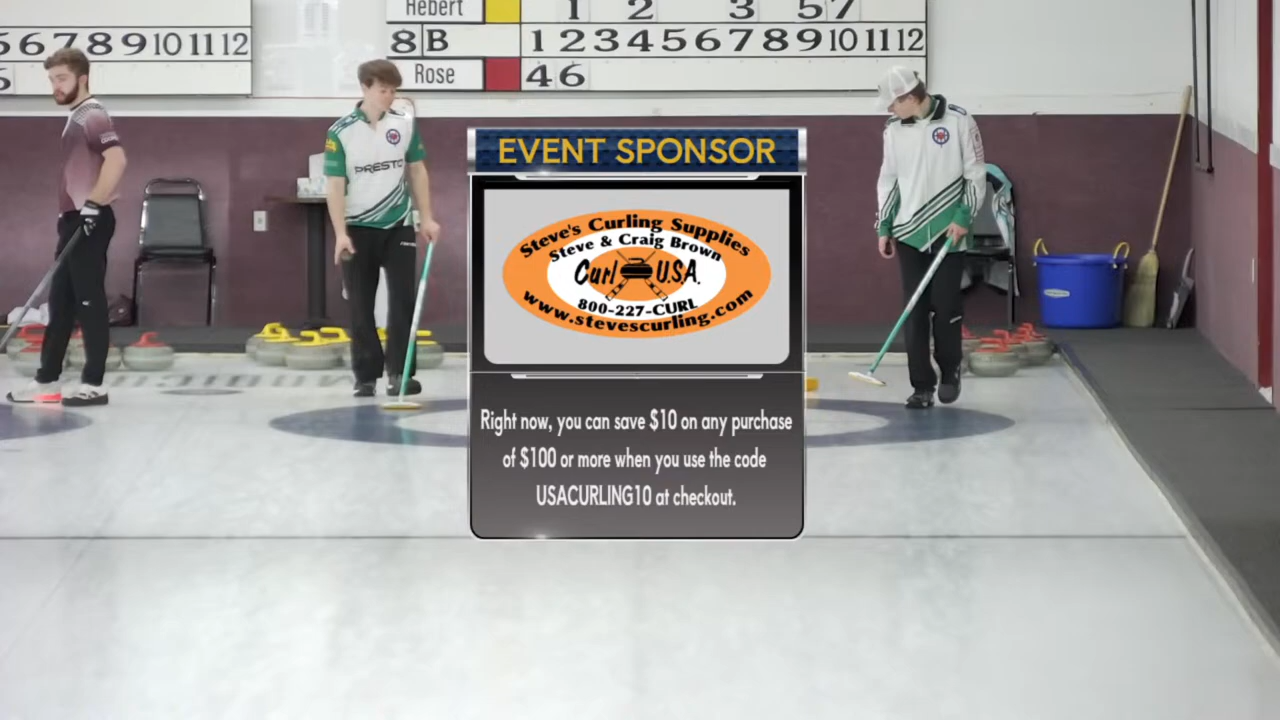 Hebert 1 2 3 5 7
5 6 7 8 9 10 11 12
8 B 1 2 3 4 5 6 7 8 9 10 11 12
Rose 4 6
PRESTO
EVENT SPONSOR
Steve's Curling Supplies
Steve & Craig Brown
Curl U.S.A.
800-227-CURL
www.stevescurling.com
Right now, you can save $10 on any purchase
of $100 or more when you use the code
USACURLING10 at checkout.